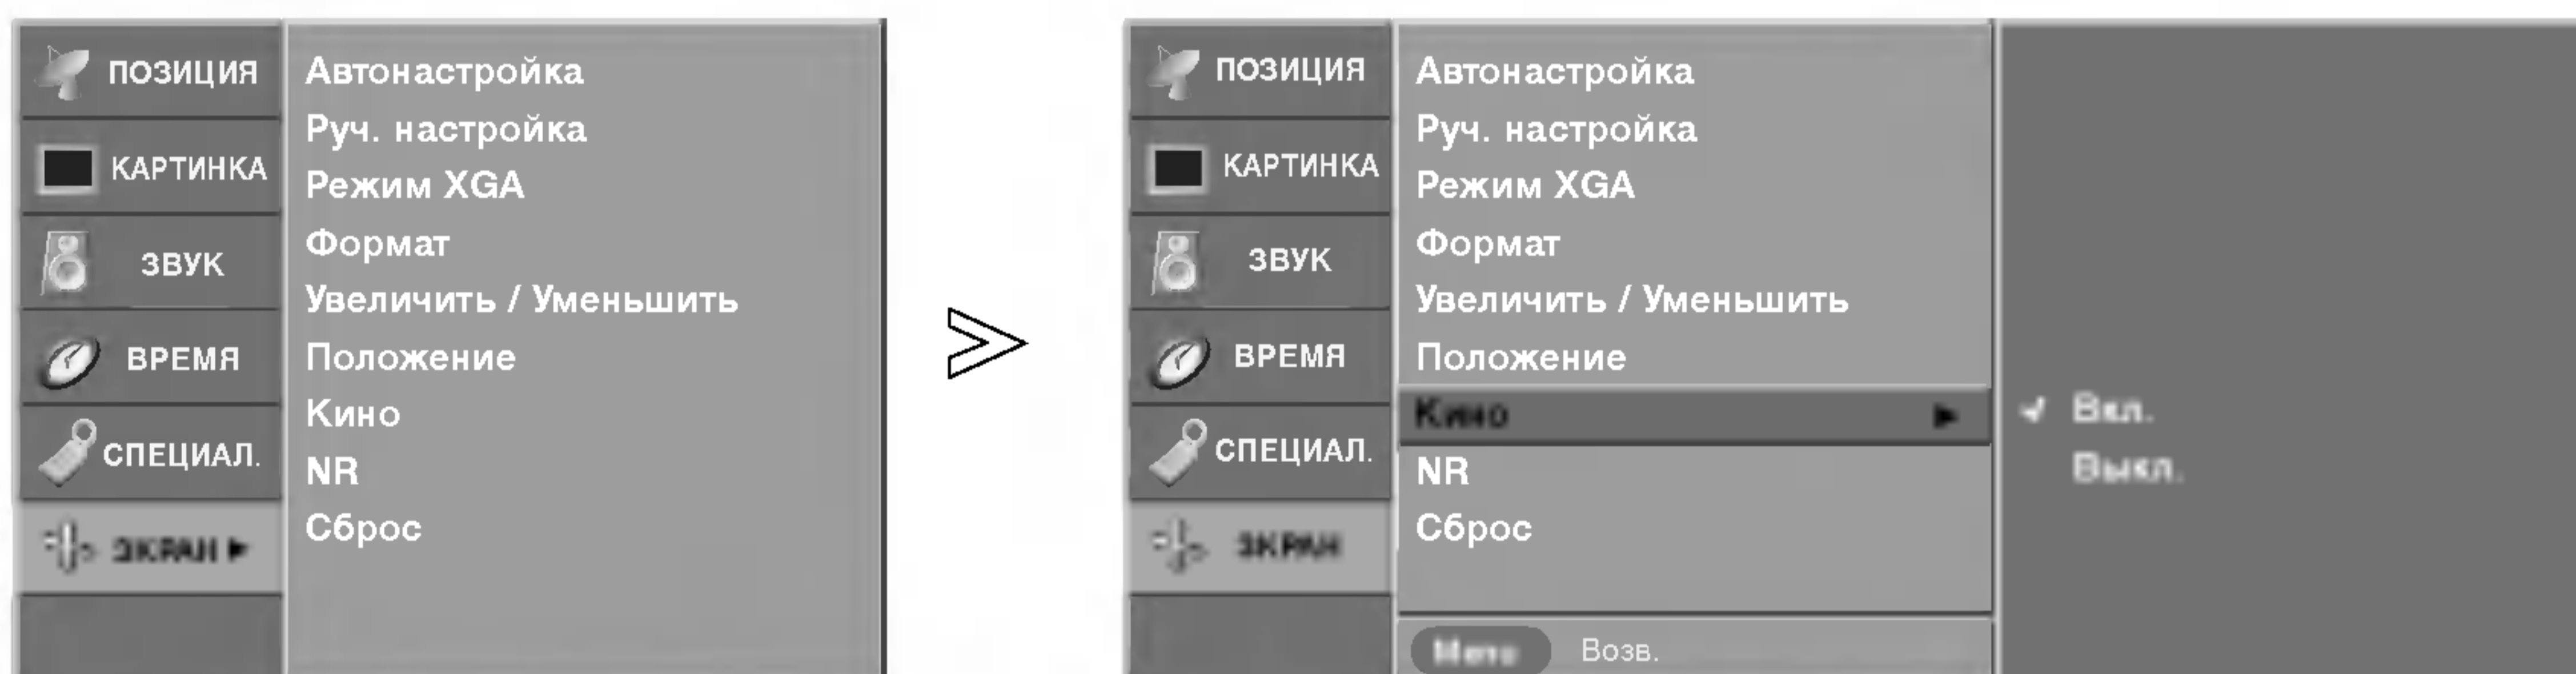 ПОЗИЦИЯ
КАРТИНКА
ЗВУК
ВРЕМЯ
СПЕЦИАЛ.
ЭКРАН ►
Автонастройка
Руч. настройка
Режим XGA
Формат
Увеличить / Уменьшить
Положение
Кино
NR
Сброс
>
ПОЗИЦИЯ
КАРТИНКА
ЗВУК
ВРЕМЯ
СПЕЦИАЛ.
ЭКРАН
Автонастройка
Руч. настройка
Режим XGA
Формат
Увеличить / Уменьшить
Положение
Кино ►
NR
Сброс
Возв.
✓ Вкл.
Выкл.